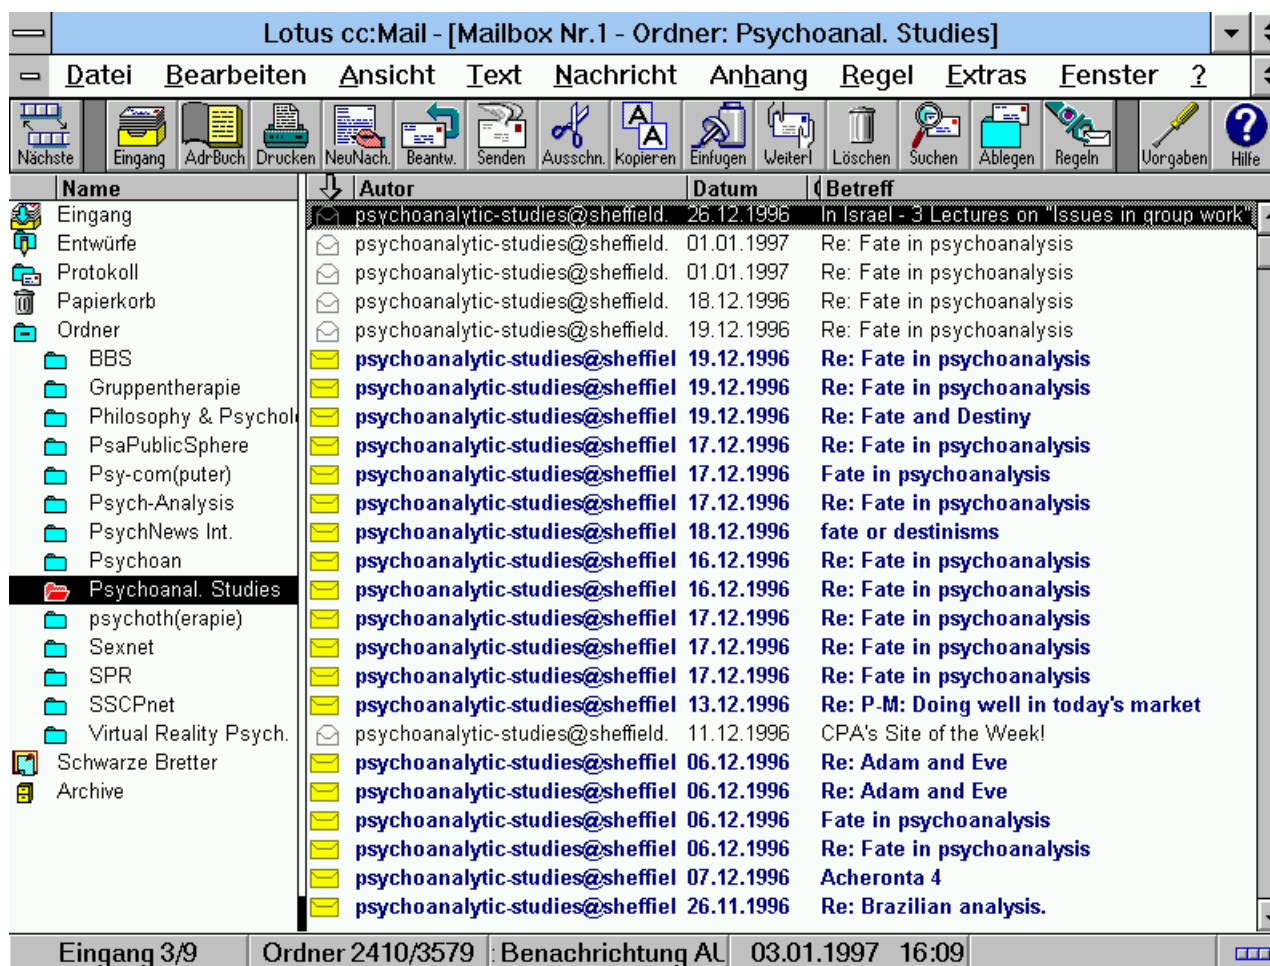 Lotus cc:Mail - [Mailbox Nr.1 - Ordner: Psychoanal. Studies]
Datei Bearbeiten Ansicht Text Nachricht Anhang Regel Extras Fenster ?
Nächste Eingang AdrBuch Drucken NeuNach. Beantw. Senden Ausschn. Kopieren Einfugen Weiterl Löschen Suchen Ablegen Regeln Vorgaben Hilfe
Name
Eingang
Entwürfe
Protokoll
Papierkorb
Ordner
BBS
Gruppentherapie
Philosophy & Psychol
PsaPublicSphere
Psy-com(puter)
Psych-Analysis
PsychNews Int.
Psychoan
Psychoanal. Studies
psychoth(erapie)
Sexnet
SPR
SSCPnet
Virtual Reality Psych.
Schwarze Bretter
Archive
Autor Datum Betreff
psychoanalytic-studies@sheffield. 26.12.1996 In Israel - 3 Lectures on "Issues in group work"
psychoanalytic-studies@sheffield. 01.01.1997 Re: Fate in psychoanalysis
psychoanalytic-studies@sheffield. 01.01.1997 Re: Fate in psychoanalysis
psychoanalytic-studies@sheffield. 18.12.1996 Re: Fate in psychoanalysis
psychoanalytic-studies@sheffield. 19.12.1996 Re: Fate in psychoanalysis
psychoanalytic-studies@sheffiel 19.12.1996 Re: Fate in psychoanalysis
psychoanalytic-studies@sheffiel 19.12.1996 Re: Fate in psychoanalysis
psychoanalytic-studies@sheffiel 19.12.1996 Re: Fate and Destiny
psychoanalytic-studies@sheffiel 17.12.1996 Re: Fate in psychoanalysis
psychoanalytic-studies@sheffiel 17.12.1996 Fate in psychoanalysis
psychoanalytic-studies@sheffiel 17.12.1996 Re: Fate in psychoanalysis
psychoanalytic-studies@sheffiel 18.12.1996 fate or destinisms
psychoanalytic-studies@sheffiel 16.12.1996 Re: Fate in psychoanalysis
psychoanalytic-studies@sheffiel 16.12.1996 Re: Fate in psychoanalysis
psychoanalytic-studies@sheffiel 17.12.1996 Re: Fate in psychoanalysis
psychoanalytic-studies@sheffiel 17.12.1996 Re: Fate in psychoanalysis
psychoanalytic-studies@sheffiel 17.12.1996 Re: Fate in psychoanalysis
psychoanalytic-studies@sheffiel 13.12.1996 Re: P-M: Doing well in today's market
psychoanalytic-studies@sheffield. 11.12.1996 CPA's Site of the Week!
psychoanalytic-studies@sheffiel 06.12.1996 Re: Adam and Eve
psychoanalytic-studies@sheffiel 06.12.1996 Re: Adam and Eve
psychoanalytic-studies@sheffiel 06.12.1996 Fate in psychoanalysis
psychoanalytic-studies@sheffiel 06.12.1996 Re: Fate in psychoanalysis
psychoanalytic-studies@sheffiel 07.12.1996 Acheronta 4
psychoanalytic-studies@sheffiel 26.11.1996 Re: Brazilian analysis.
Eingang 3/9 Ordner 2410/3579 : Benachrichtung AU 03.01.1997 16:09